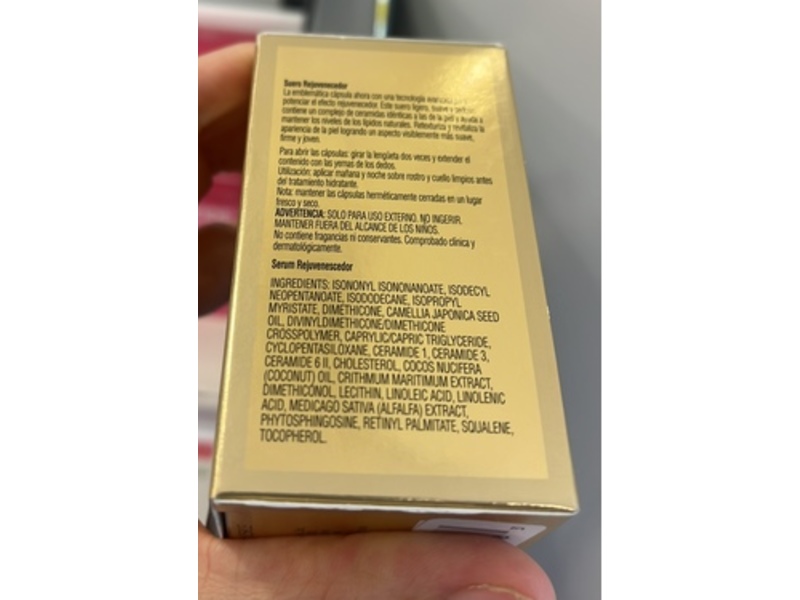 Suero Rejuvenecedor
La emblemática cápsula ahora con una tecnología avanzada para
potenciar el efecto rejuvenecedor. Este suero ligero,
contiene un complejo de ceramidas idénticas a las de la piel y ayuda a
mantener los niveles de los lípidos naturales. Retexturiza y revitaliza la
apariencia de la piel logrando un aspecto visiblemente más suave,
firme y joven.
Para abrir las cápsulas: girar la lengüeta dos veces y extender el
contenido con las yemas de los dedos.
Utilización: aplicar mañana y noche sobre rostro y cuello limpios antes
del tratamiento hidratante.
Nota: mantener las cápsulas herméticamente cerradas en un lugar
fresco y seco.
ADVERTENCIA: SOLO PARA USO EXTERNO. NO INGERIR.
MANTENER FUERA DEL ALCANCE DE LOS NIÑOS.
No contiene fragancias ni conservantes. Comprobado clínica y
dermatológicamente.
Serum Rejuvenescedor
INGREDIENTS: ISONONYL ISONONANOATE, ISODECYL
NEOPENTANOATE, ISODODECANE, ISOPROPYL
MYRISTATE, DIMETHICONE, CAMELLIA JAPONICA SEED
OIL, DIVINYLDIMETHICONE/DIMETHICONE
CROSSPOLYMER, CAPRYLIC/CAPRIC TRIGLYCERIDE,
CYCLOPENTASILOXANE, CERAMIDE 1, CERAMIDE 3,
CERAMIDE 6 II, CHOLESTEROL, COCOS NUCIFERA
(COCONUT) OIL, CRITHMUM MARITIMUM EXTRACT,
DIMETHICONOL, LECITHIN, LINOLEIC ACID, LINOLENIC
ACID, MEDICAGO SATIVA (ALFALFA) EXTRACT,
PHYTOSPHINGOSINE, RETINYL PALMITATE, SQUALENE,
TOCOPHEROL.